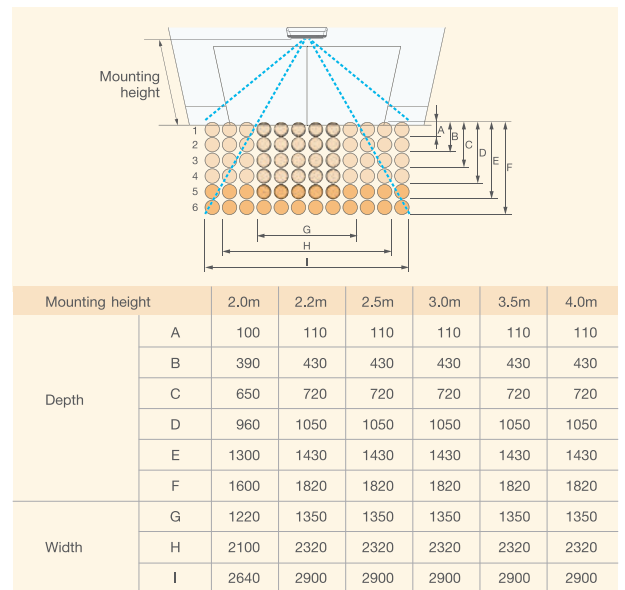 Mounting
height
1
2
3
4
5
6
A
B
C
D
E
F
G
H
I
Mounting height 2.0m 2.2m 2.5m 3.0m 3.5m 4.0m
Depth
A 100 110 110 110 110 110
B 390 430 430 430 430 430
C 650 720 720 720 720 720
D 960 1050 1050 1050 1050 1050
E 1300 1430 1430 1430 1430 1430
F 1600 1820 1820 1820 1820 1820
Width
G 1220 1350 1350 1350 1350 1350
H 2100 2320 2320 2320 2320 2320
I 2640 2900 2900 2900 2900 2900